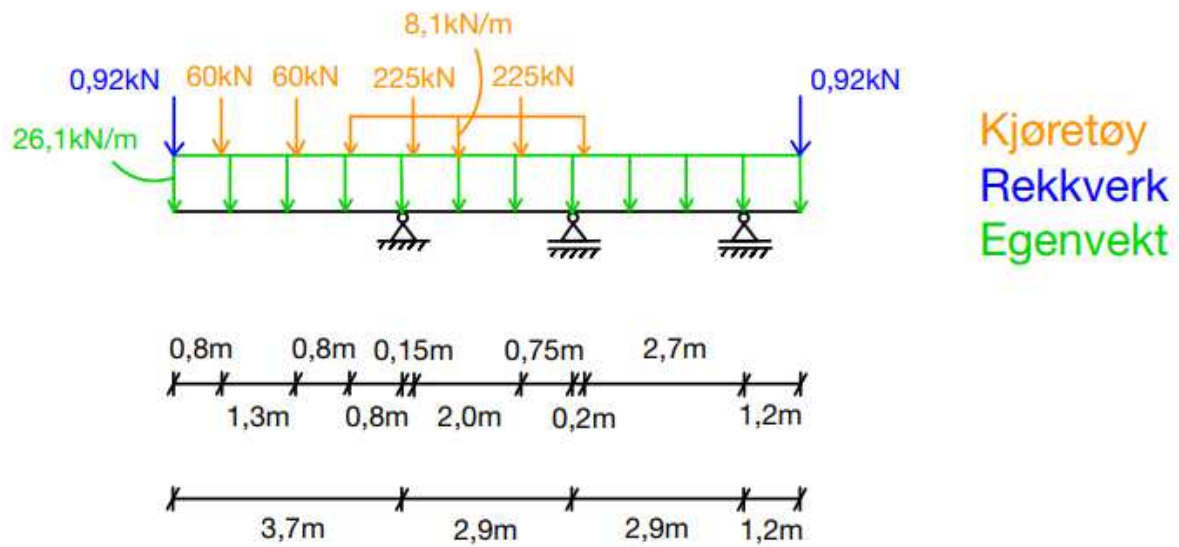 8,1kN/m
0,92kN 60kN 60kN 225kN 225kN 0,92kN
26,1kN/m
Kjøretøy
Rekkverk
Egenvekt
0,8m 0,8m 0,15m 0,75m 2,7m
1,3m 0,8m 2,0m 0,2m 1,2m
3,7m 2,9m 2,9m 1,2m